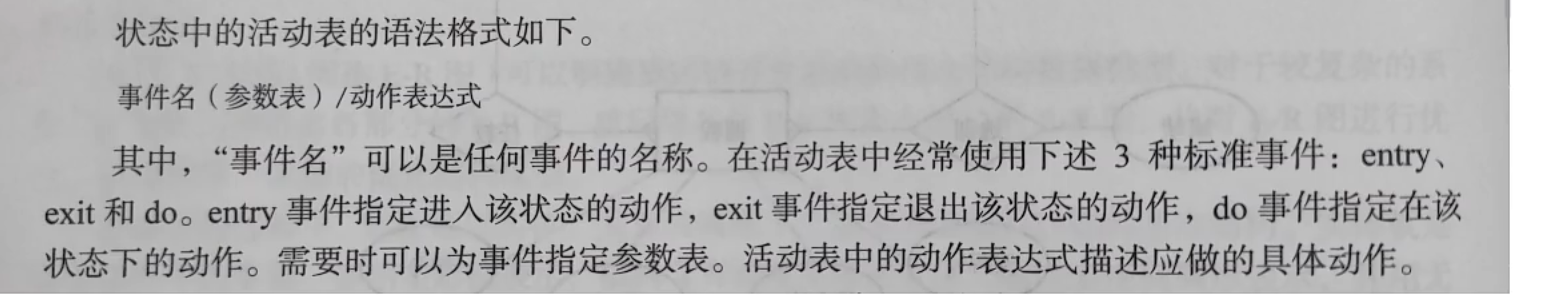 状态中的活动表的语法格式如下。
事件名（参数表）/动作表达式
其中，“事件名”可以是任何事件的名称。在活动表中经常使用下述 3 种标准事件：entry、
exit 和 do。entry 事件指定进入该状态的动作，exit 事件指定退出该状态的动作，do 事件指定在该
状态下的动作。需要时可以为事件指定参数表。活动表中的动作表达式描述应做的具体动作。